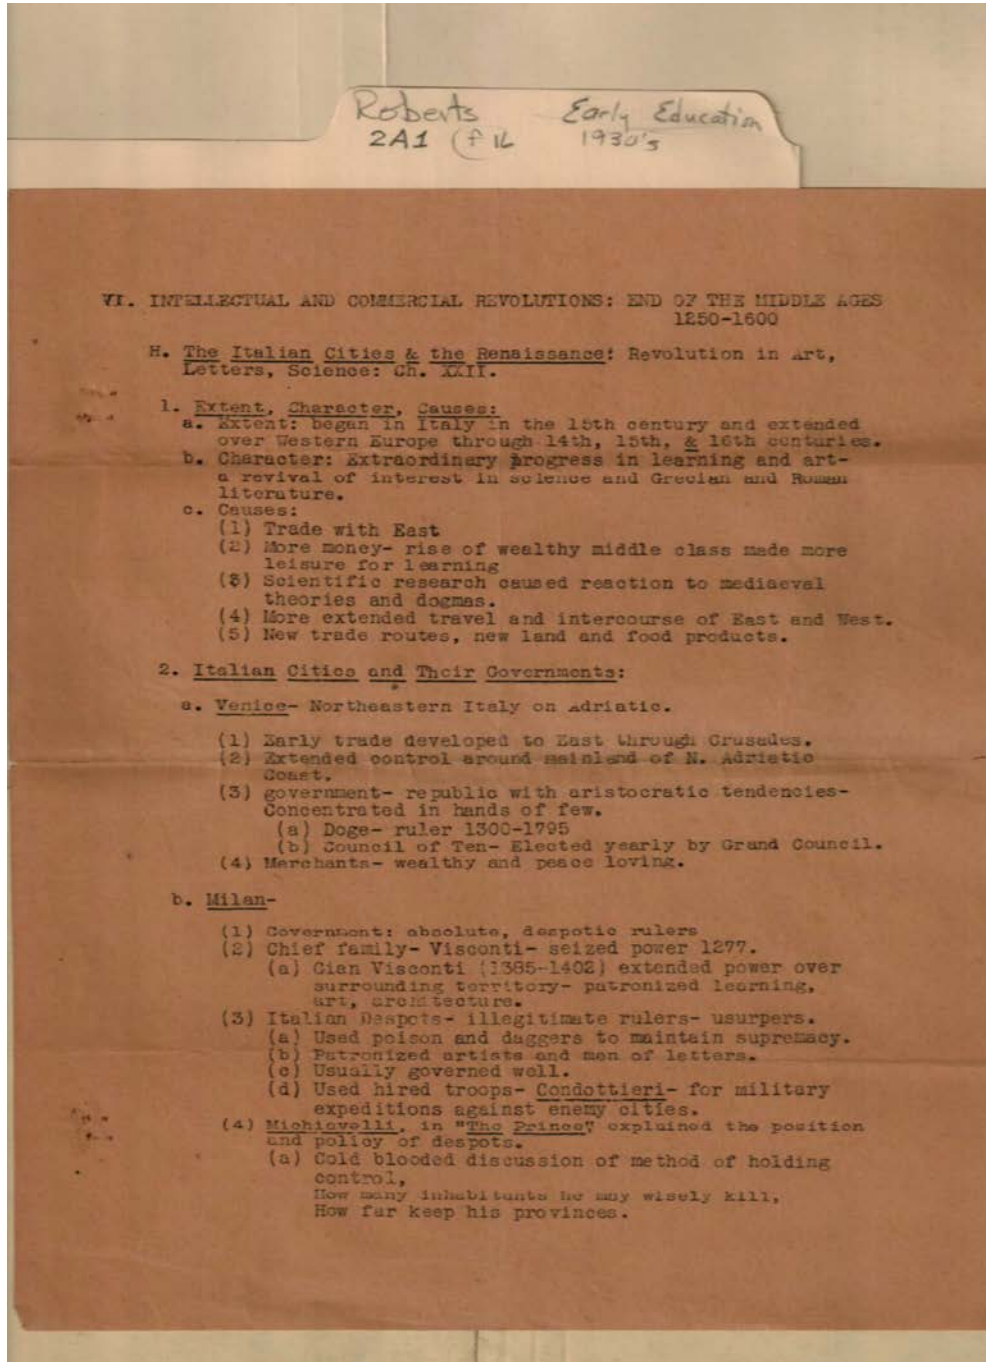 Roberts Early Education
2A1 (f 16 1930's
VI. INTELLECTUAL AND COMMERCIAL REVOLUTIONS: END OF THE MIDDLE AGES
1250-1600
H. The Italian Cities & the Renaissance: Revolution in Art,
Letters, Science: Ch. XXII.
1. Extent, Character, Causes:
a. Extent: began in Italy in the 15th century and extended
over Western Europe through 14th, 15th, & 16th centuries.
b. Character: Extraordinary progress in learning and art-
a revival of interest in science and Grecian and Roman
literature.
c. Causes:
(1) Trade with East
(2) More money- rise of wealthy middle class made more
leisure for learning
(3) Scientific research caused reaction to mediaeval
theories and dogmas.
(4) More extended travel and intercourse of East and West.
(5) New trade routes, new land and food products.
2. Italian Cities and Their Governments:
a. Venice- Northeastern Italy on Adriatic.
(1) Early trade developed to East through Crusades.
(2) Extended control around mainland of N. Adriatic
Coast.
(3) government- republic with aristocratic tendencies-
Concentrated in hands of few.
(a) Doge- ruler 1300-1795
(b) Council of Ten- Elected yearly by Grand Council.
(4) Merchants- wealthy and peace loving.
b. Milan-
(1) Government: absolute, despotic rulers
(2) Chief family- Visconti- seized power 1277.
(a) Gian Visconti (1385-1402) extended power over
surrounding territory- patronized learning,
art, architecture.
(3) Italian Despots- illegitimate rulers- usurpers.
(a) Used poison and daggers to maintain supremacy.
(b) Patronized artists and men of letters.
(c) Usually governed well.
(d) Used hired troops- Condottieri- for military
expeditions against enemy cities.
(4) Michiavelli, in "The Prince" explained the position
and policy of despots.
(a) Cold blooded discussion of method of holding
control,
How many inhabitants he may wisely kill,
How far keep his provinces.